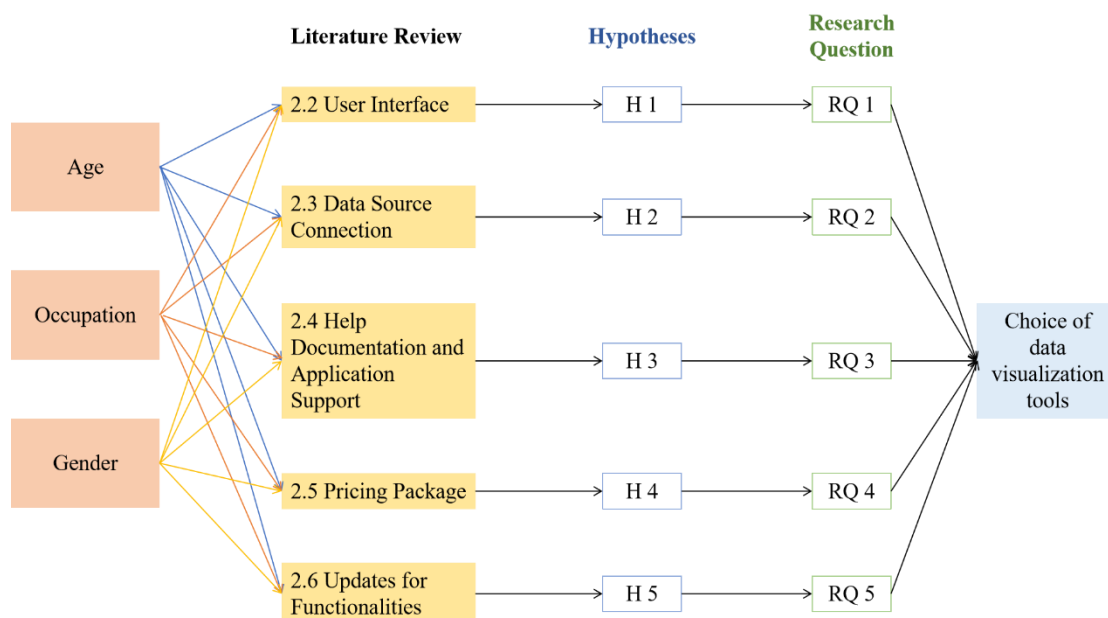 Literature Review
Hypotheses
Research
Question
Age
Occupation
Gender
2.2 User Interface
H 1
RQ 1
2.3 Data Source
Connection
H 2
RQ 2
2.4 Help
Documentation and
Application
Support
H 3
RQ 3
2.5 Pricing Package
H 4
RQ 4
2.6 Updates for
Functionalities
H 5
RQ 5
Choice of
data
visualization
tools